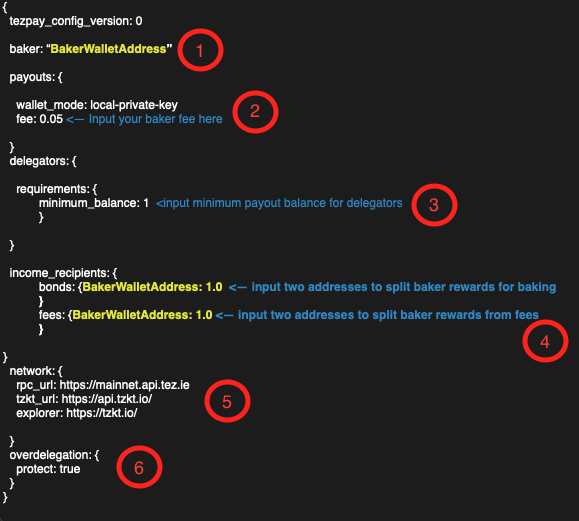 {
tezpay_config_version: 0
baker: “BakerWalletAddress” 1
payouts: {
wallet_mode: local-private-key
fee: 0.05 <— Input your baker fee here 2
}
delegators: {
requirements: {
minimum_balance: 1 <input minimum payout balance for delegators 3
}
}
income_recipients: {
bonds: {BakerWalletAddress: 1.0 <— input two addresses to split baker rewards for baking
}
fees: {BakerWalletAddress: 1.0 <— input two addresses to split baker rewards from fees
}
4
}
network: {
rpc_url: https://mainnet.api.tez.ie
tzkt_url: https://api.tzkt.io/ 5
explorer: https://tzkt.io/
}
overdelegation: {
protect: true 6
}
}